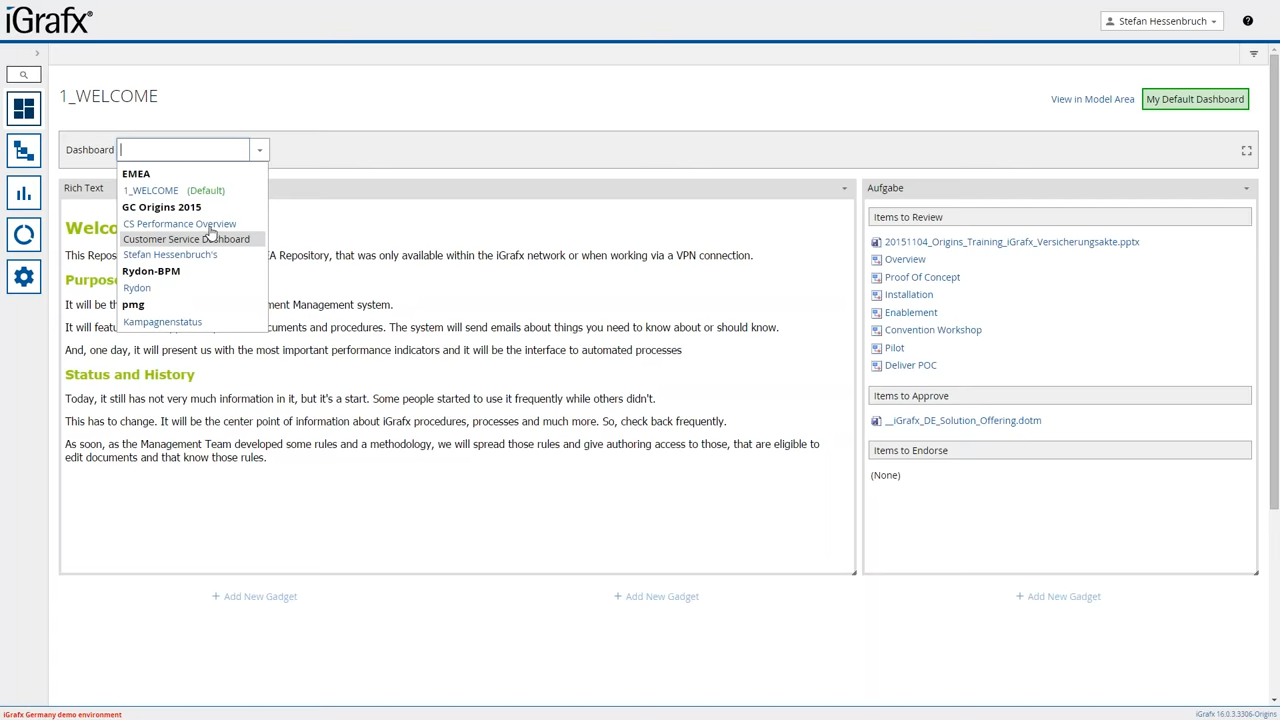 iGrafx®
Stefan Hessenbruch
1_WELCOME
View in Model Area
My Default Dashboard
Dashboard
EMEA
1_WELCOME (Default)
GC Origins 2015
CS Performance Overview
Customer Service Dashboard
Stefan Hessenbruch's
Rydon-BPM
Rydon
pmg
Kampagnenstatus
Rich Text
Welco
This Repos A Repository, that was only available within the iGrafx network or when working via a VPN connection.
Purpos
It will be th ment Management system.
It will featu cuments and procedures. The system will send emails about things you need to know about or should know.
And, one day, it will present us with the most important performance indicators and it will be the interface to automated processes
Status and History
Today, it still has not very much information in it, but it's a start. Some people started to use it frequently while others didn't.
This has to change. It will be the center point of information about iGrafx procedures, processes and much more. So, check back frequently.
As soon, as the Management Team developed some rules and a methodology, we will spread those rules and give authoring access to those, that are eligible to
edit documents and that know those rules.
Aufgabe
Items to Review
20151104_Origins_Training_iGrafx_Versicherungsakte.pptx
Overview
Proof Of Concept
Installation
Enablement
Convention Workshop
Pilot
Deliver POC
Items to Approve
__iGrafx_DE_Solution_Offering.dotm
Items to Endorse
(None)
+ Add New Gadget
+ Add New Gadget
+ Add New Gadget
iGrafx Germany demo environment
iGrafx 16.0.3.3306-Origins